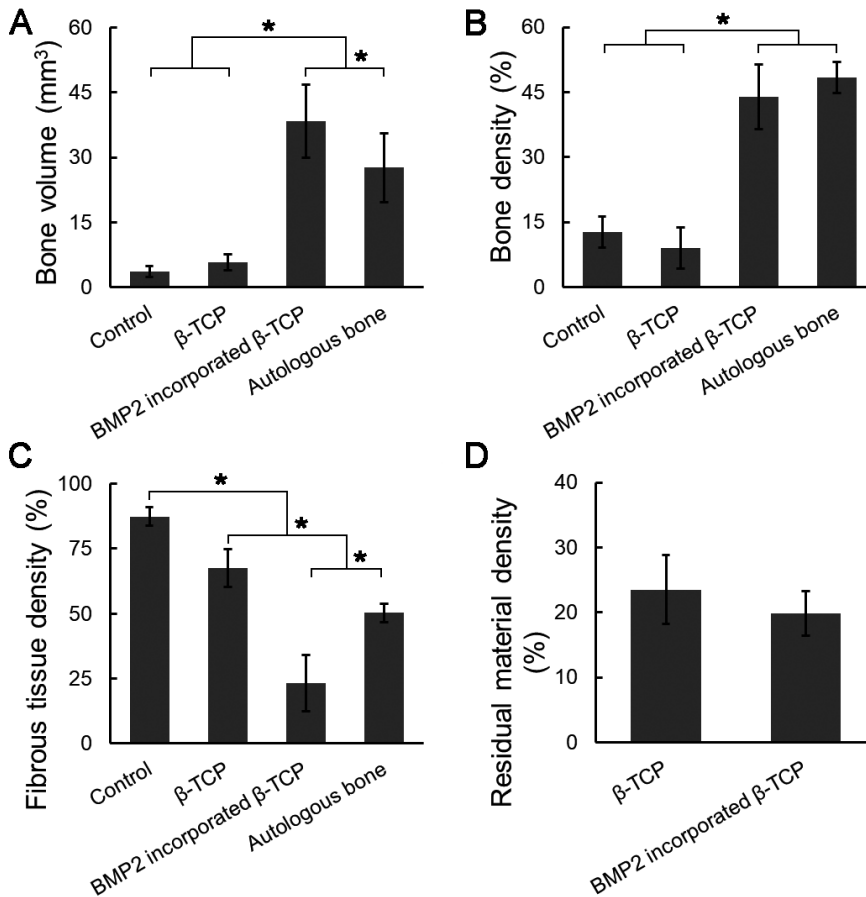 A
Bone volume (mm³)
60
45
30
15
0
*
*
Control
β-TCP
BMP2 incorporated β-TCP
Autologous bone
B
Bone density (%)
60
45
30
15
0
*
Control
β-TCP
BMP2 incorporated β-TCP
Autologous bone
C
Fibrous tissue density (%)
100
75
50
25
0
*
*
*
Control
β-TCP
BMP2 incorporated β-TCP
Autologous bone
D
Residual material density
(%)
40
30
20
10
0
β-TCP
BMP2 incorporated β-TCP